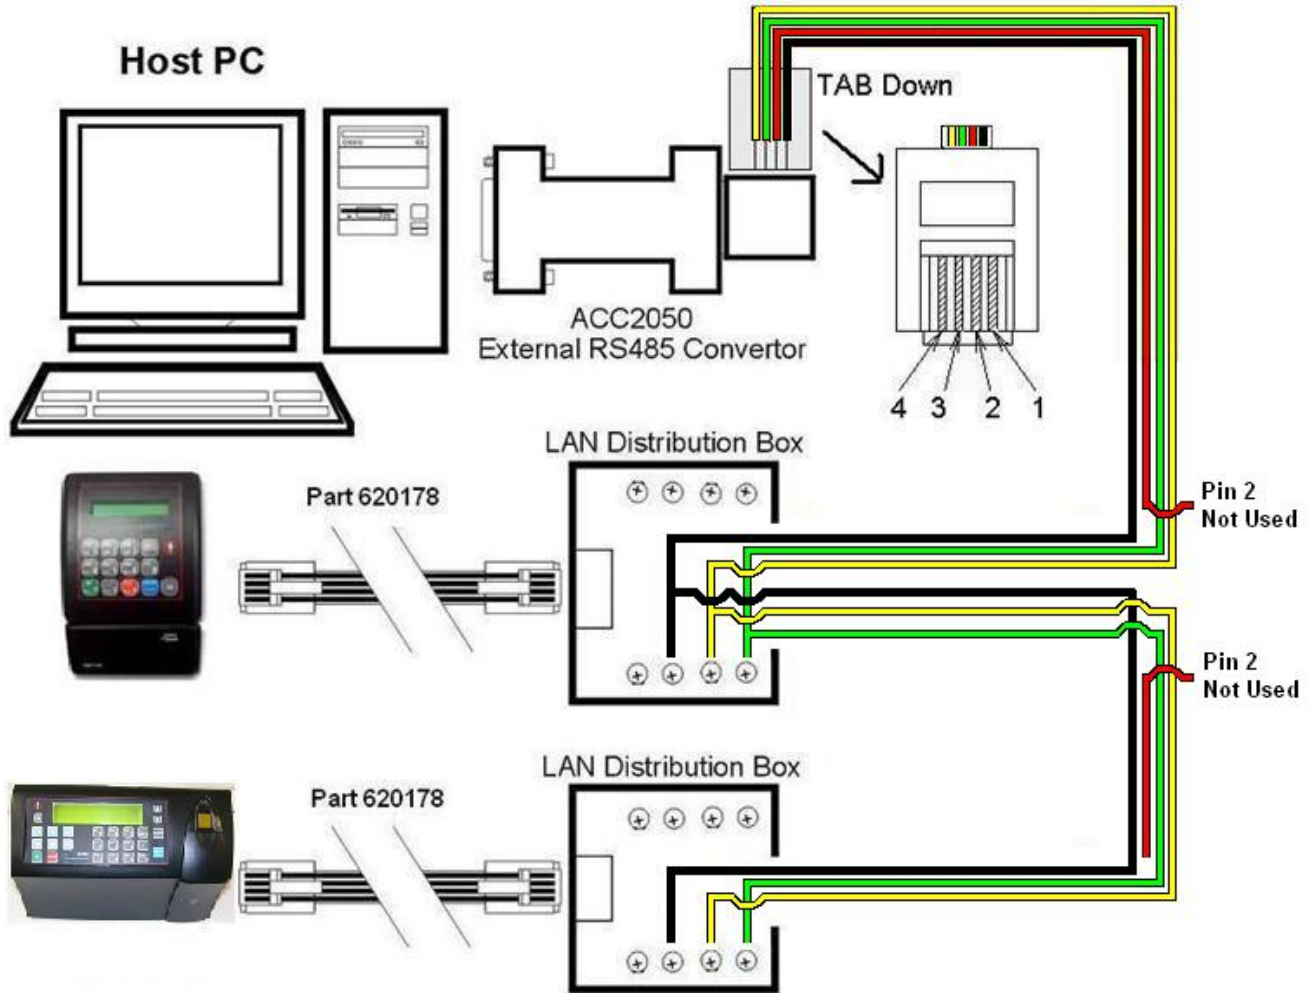 Host PC
TAB Down
ACC2050
External RS485 Convertor
4 3 2 1
LAN Distribution Box
Part 620178
Pin 2
Not Used
Pin 2
Not Used
LAN Distribution Box
Part 620178